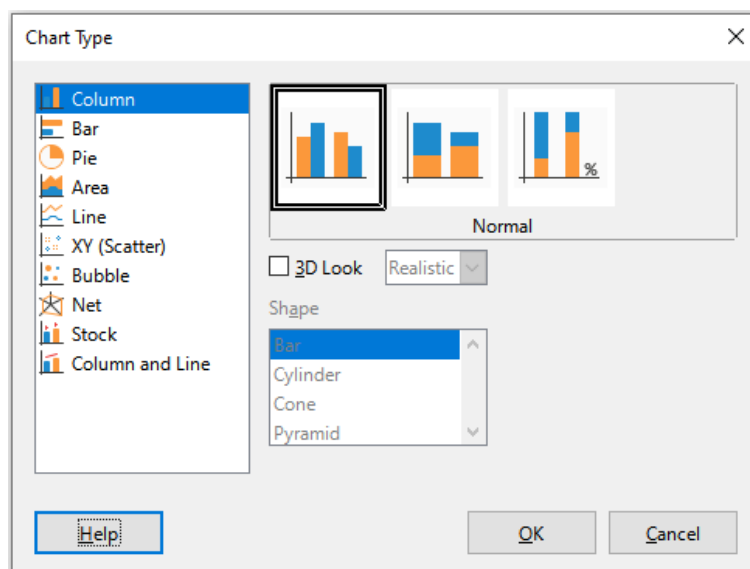 Chart Type
Column
Bar
Pie
Area
Line
XY (Scatter)
Bubble
Net
Stock
Column and Line
%
Normal
3D Look
Realistic
Shape
Bar
Cylinder
Cone
Pyramid
Help
OK
Cancel